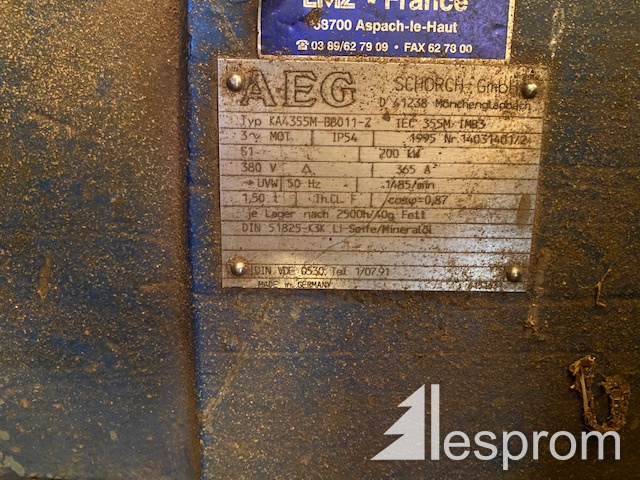 EMZ - France
68700 Aspach-le-Haut
☎ 03 89/62 79 09 • FAX 62 78 00
AEG SCHORCH GmbH
D 41238 Mönchengladbach
Typ KA4355M-BB011-Z IEC 355M IMB3
3~ MOT. IP54 1995 Nr.14031401/2
S1 200 kW
380 V △ 365 A
→ UVW 50 Hz 1485/min
1,50 t Th.Cl. F cosφ=0,87
je Lager nach 2500h/40g Fett
DIN 51825-K3K Li-Seife/Mineralöl
DIN VDE 0530, Teil 1/07.91
MADE in GERMANY
lesprom